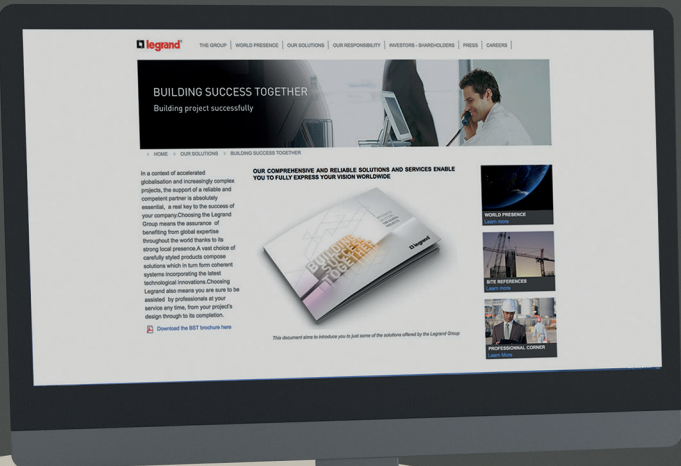 legrand
THE GROUP | WORLD PRESENCE | OUR SOLUTIONS | OUR RESPONSIBILITY | INVESTORS - SHAREHOLDERS | PRESS | CAREERS |
BUILDING SUCCESS TOGETHER
Building project successfully
HOME > OUR SOLUTIONS > BUILDING SUCCESS TOGETHER
In a context of accelerated
globalisation and increasingly complex
projects, the support of a reliable and
competent partner is absolutely
essential, a real key to the success of
your company.Choosing the Legrand
Group means the assurance of
benefiting from global expertise
throughout the world thanks to its
strong local presence.A vast choice of
carefully styled products compose
solutions which in turn form coherent
systems incorporating the latest
technological innovations.Choosing
Legrand also means you are sure to be
assisted by professionals at your
service any time, from your project's
design through to its completion.
Download the BST brochure here
OUR COMPREHENSIVE AND RELIABLE SOLUTIONS AND SERVICES ENABLE
YOU TO FULLY EXPRESS YOUR VISION WORLDWIDE
BUILDING
SUCCESS
TOGETHER
legrand
This document aims to introduce you to just some of the solutions offered by the Legrand Group
WORLD PRESENCE
Learn more
SITE REFERENCES
Learn more
PROFESSIONNAL CORNER
Learn More